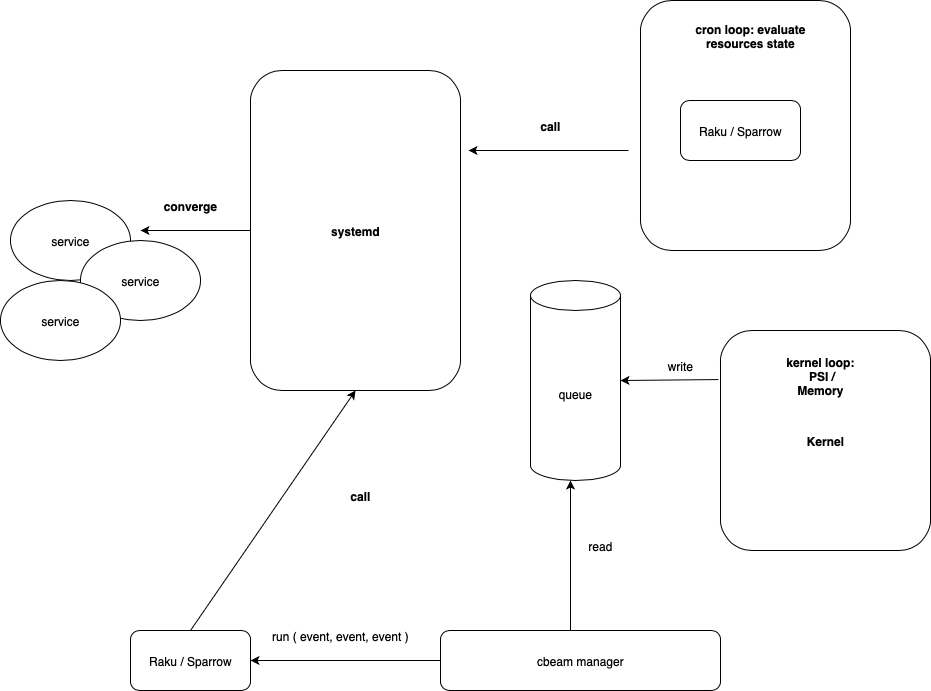 cron loop: evaluate
resources state
Raku / Sparrow
call
converge
service
service
service
systemd
queue
write
kernel loop:
PSI /
Memory
Kernel
call
read
run ( event, event, event )
Raku / Sparrow
cbeam manager